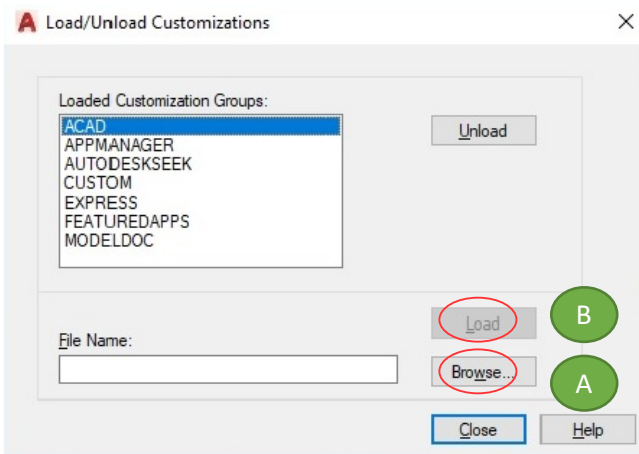 Load/Unload Customizations
Loaded Customization Groups:
ACAD
APPMANAGER
AUTODESKSEEK
CUSTOM
EXPRESS
FEATUREDAPPS
MODELDOC
Unload
Load
B
File Name:
Browse...
A
Close
Help